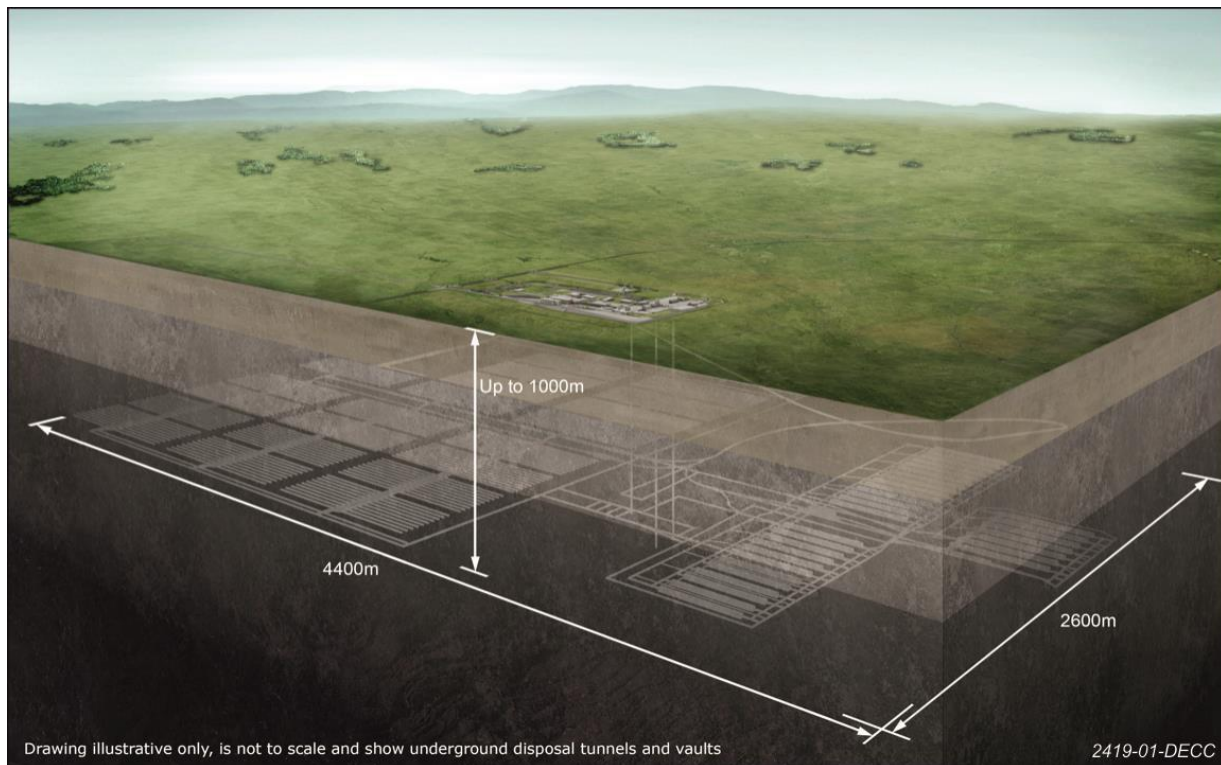 Up to 1000m
4400m
2600m
Drawing illustrative only, is not to scale and show underground disposal tunnels and vaults
2419-01-DECC